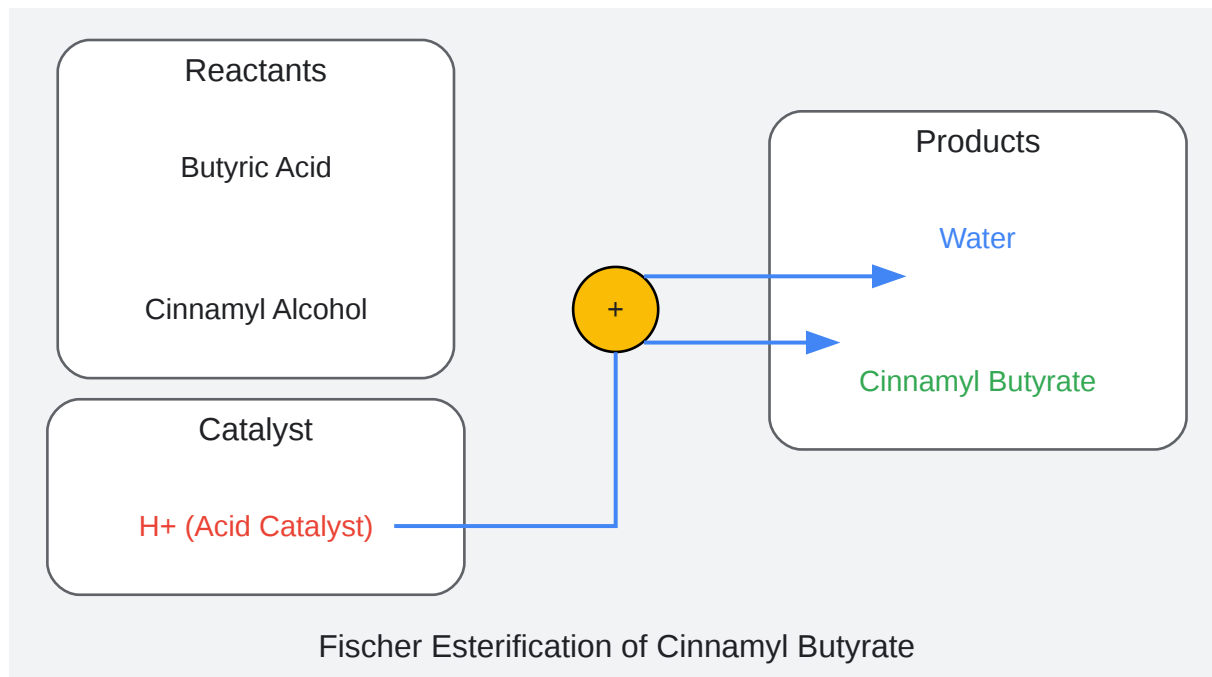 Reactants
Butyric Acid
Cinnamyl Alcohol
Catalyst
H+ (Acid Catalyst)
+
Products
Water
Cinnamyl Butyrate
Fischer Esterification of Cinnamyl Butyrate